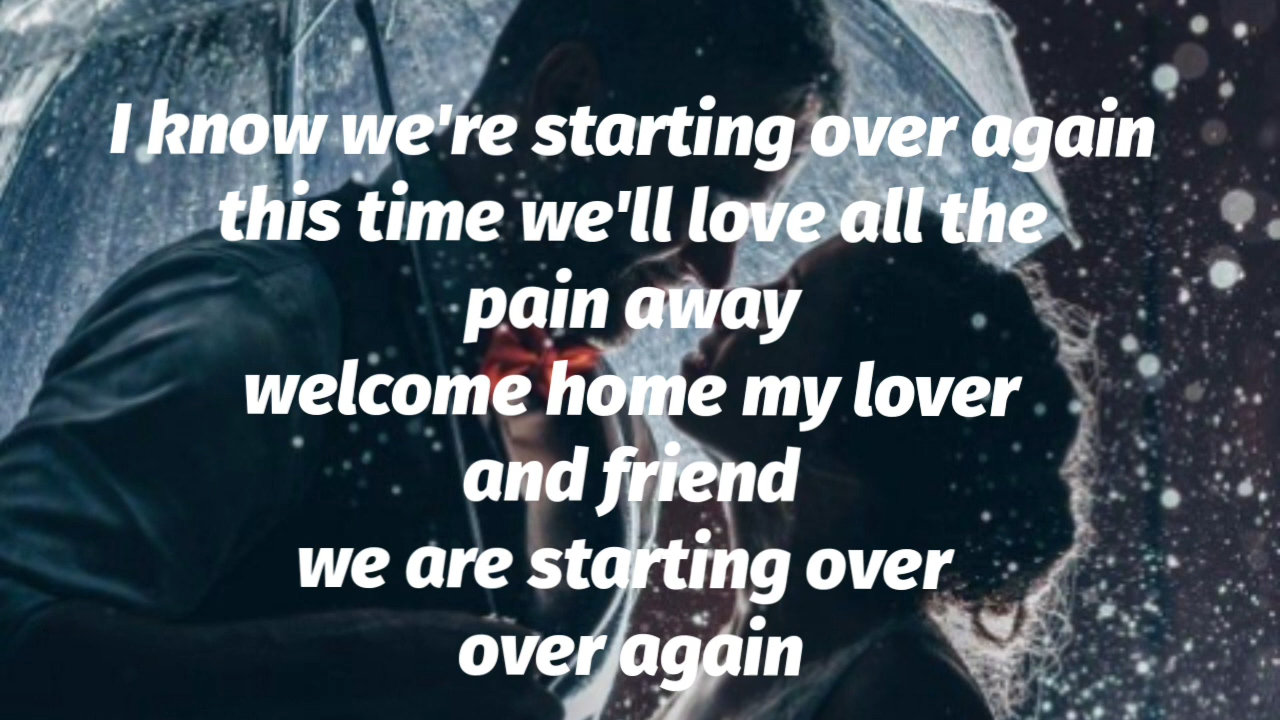 I know we're starting over again
this time we'll love all the
pain away
welcome home my lover
and friend
we are starting over
over again